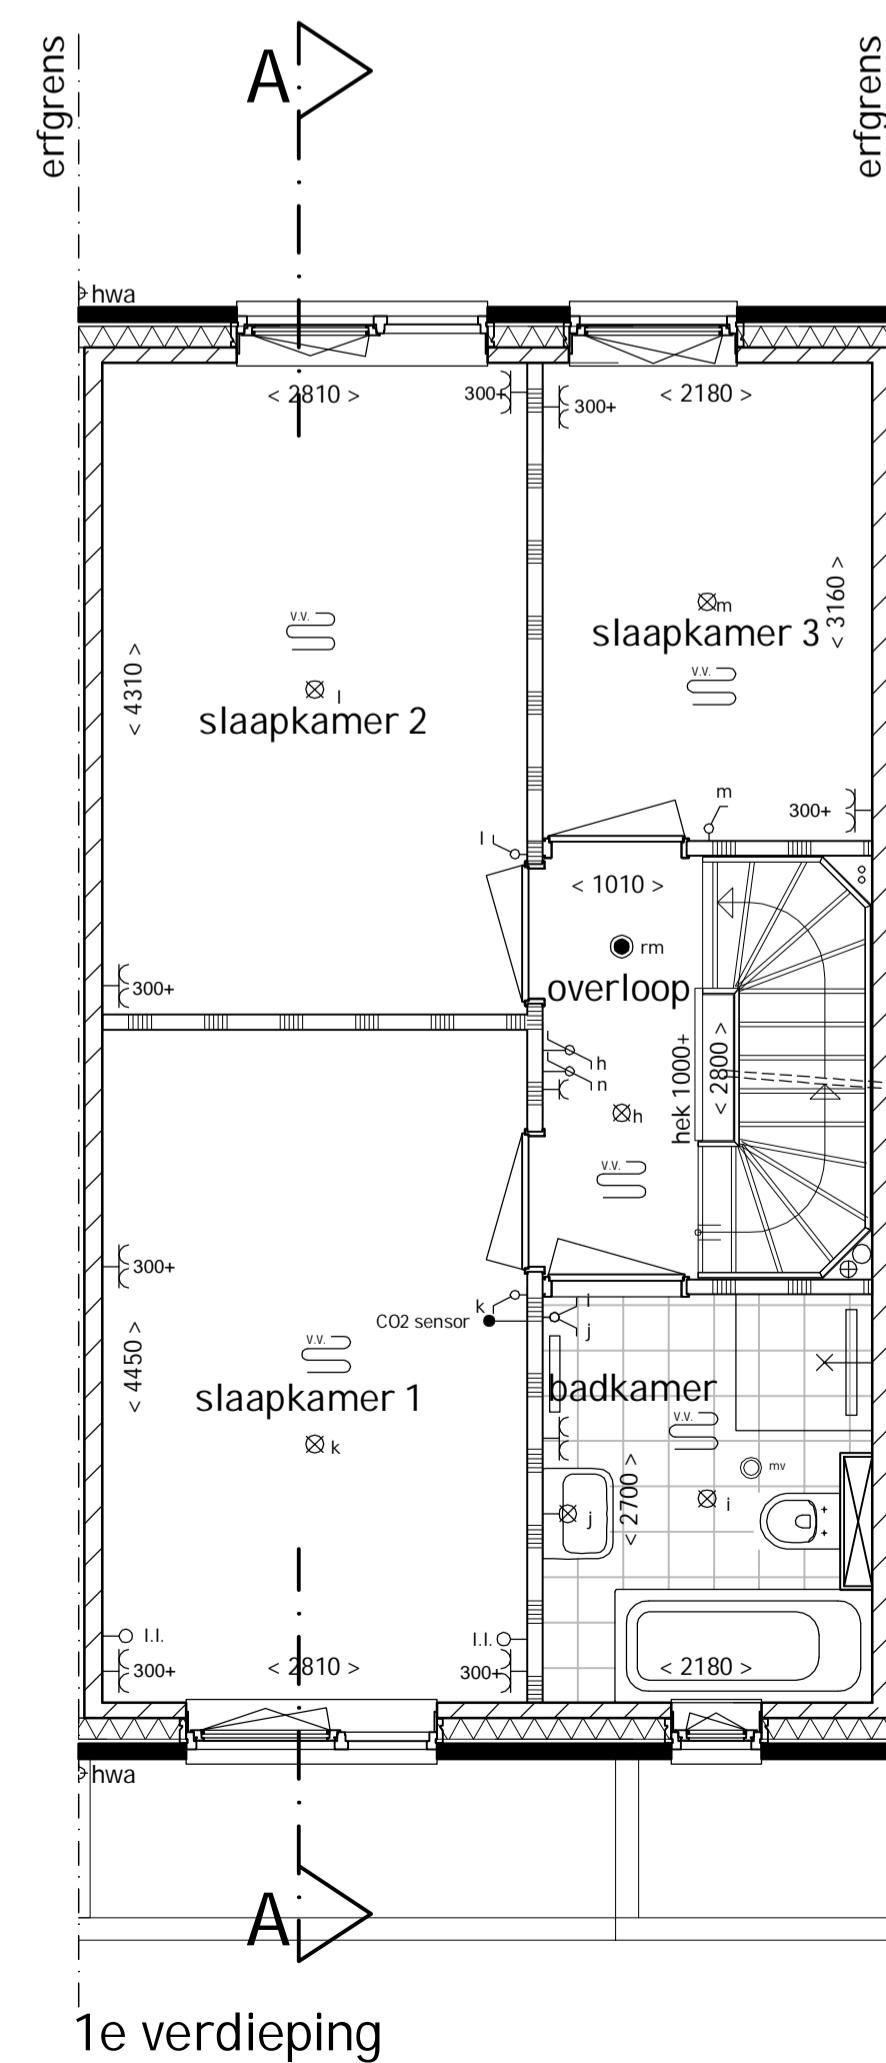 erfgrens
erfgrens
A
hwa
< 2810 >
300+
300+
< 2180 >
v.v.
l
slaapkamer 2
< 4310 >
m
slaapkamer 3
< 3160 >
v.v.
m
300+
l
< 1010 >
rm
overloop
300+
h
n
h
hek 1000+
< 2800 >
v.v.
300+
k
CO2 sensor
i
j
v.v.
slaapkamer 1
< 4450 >
k
badkamer
v.v.
mv
< 2700 >
j
i
l.l.
300+
< 2810 >
l.l.
300+
< 2180 >
hwa
A
1e verdieping